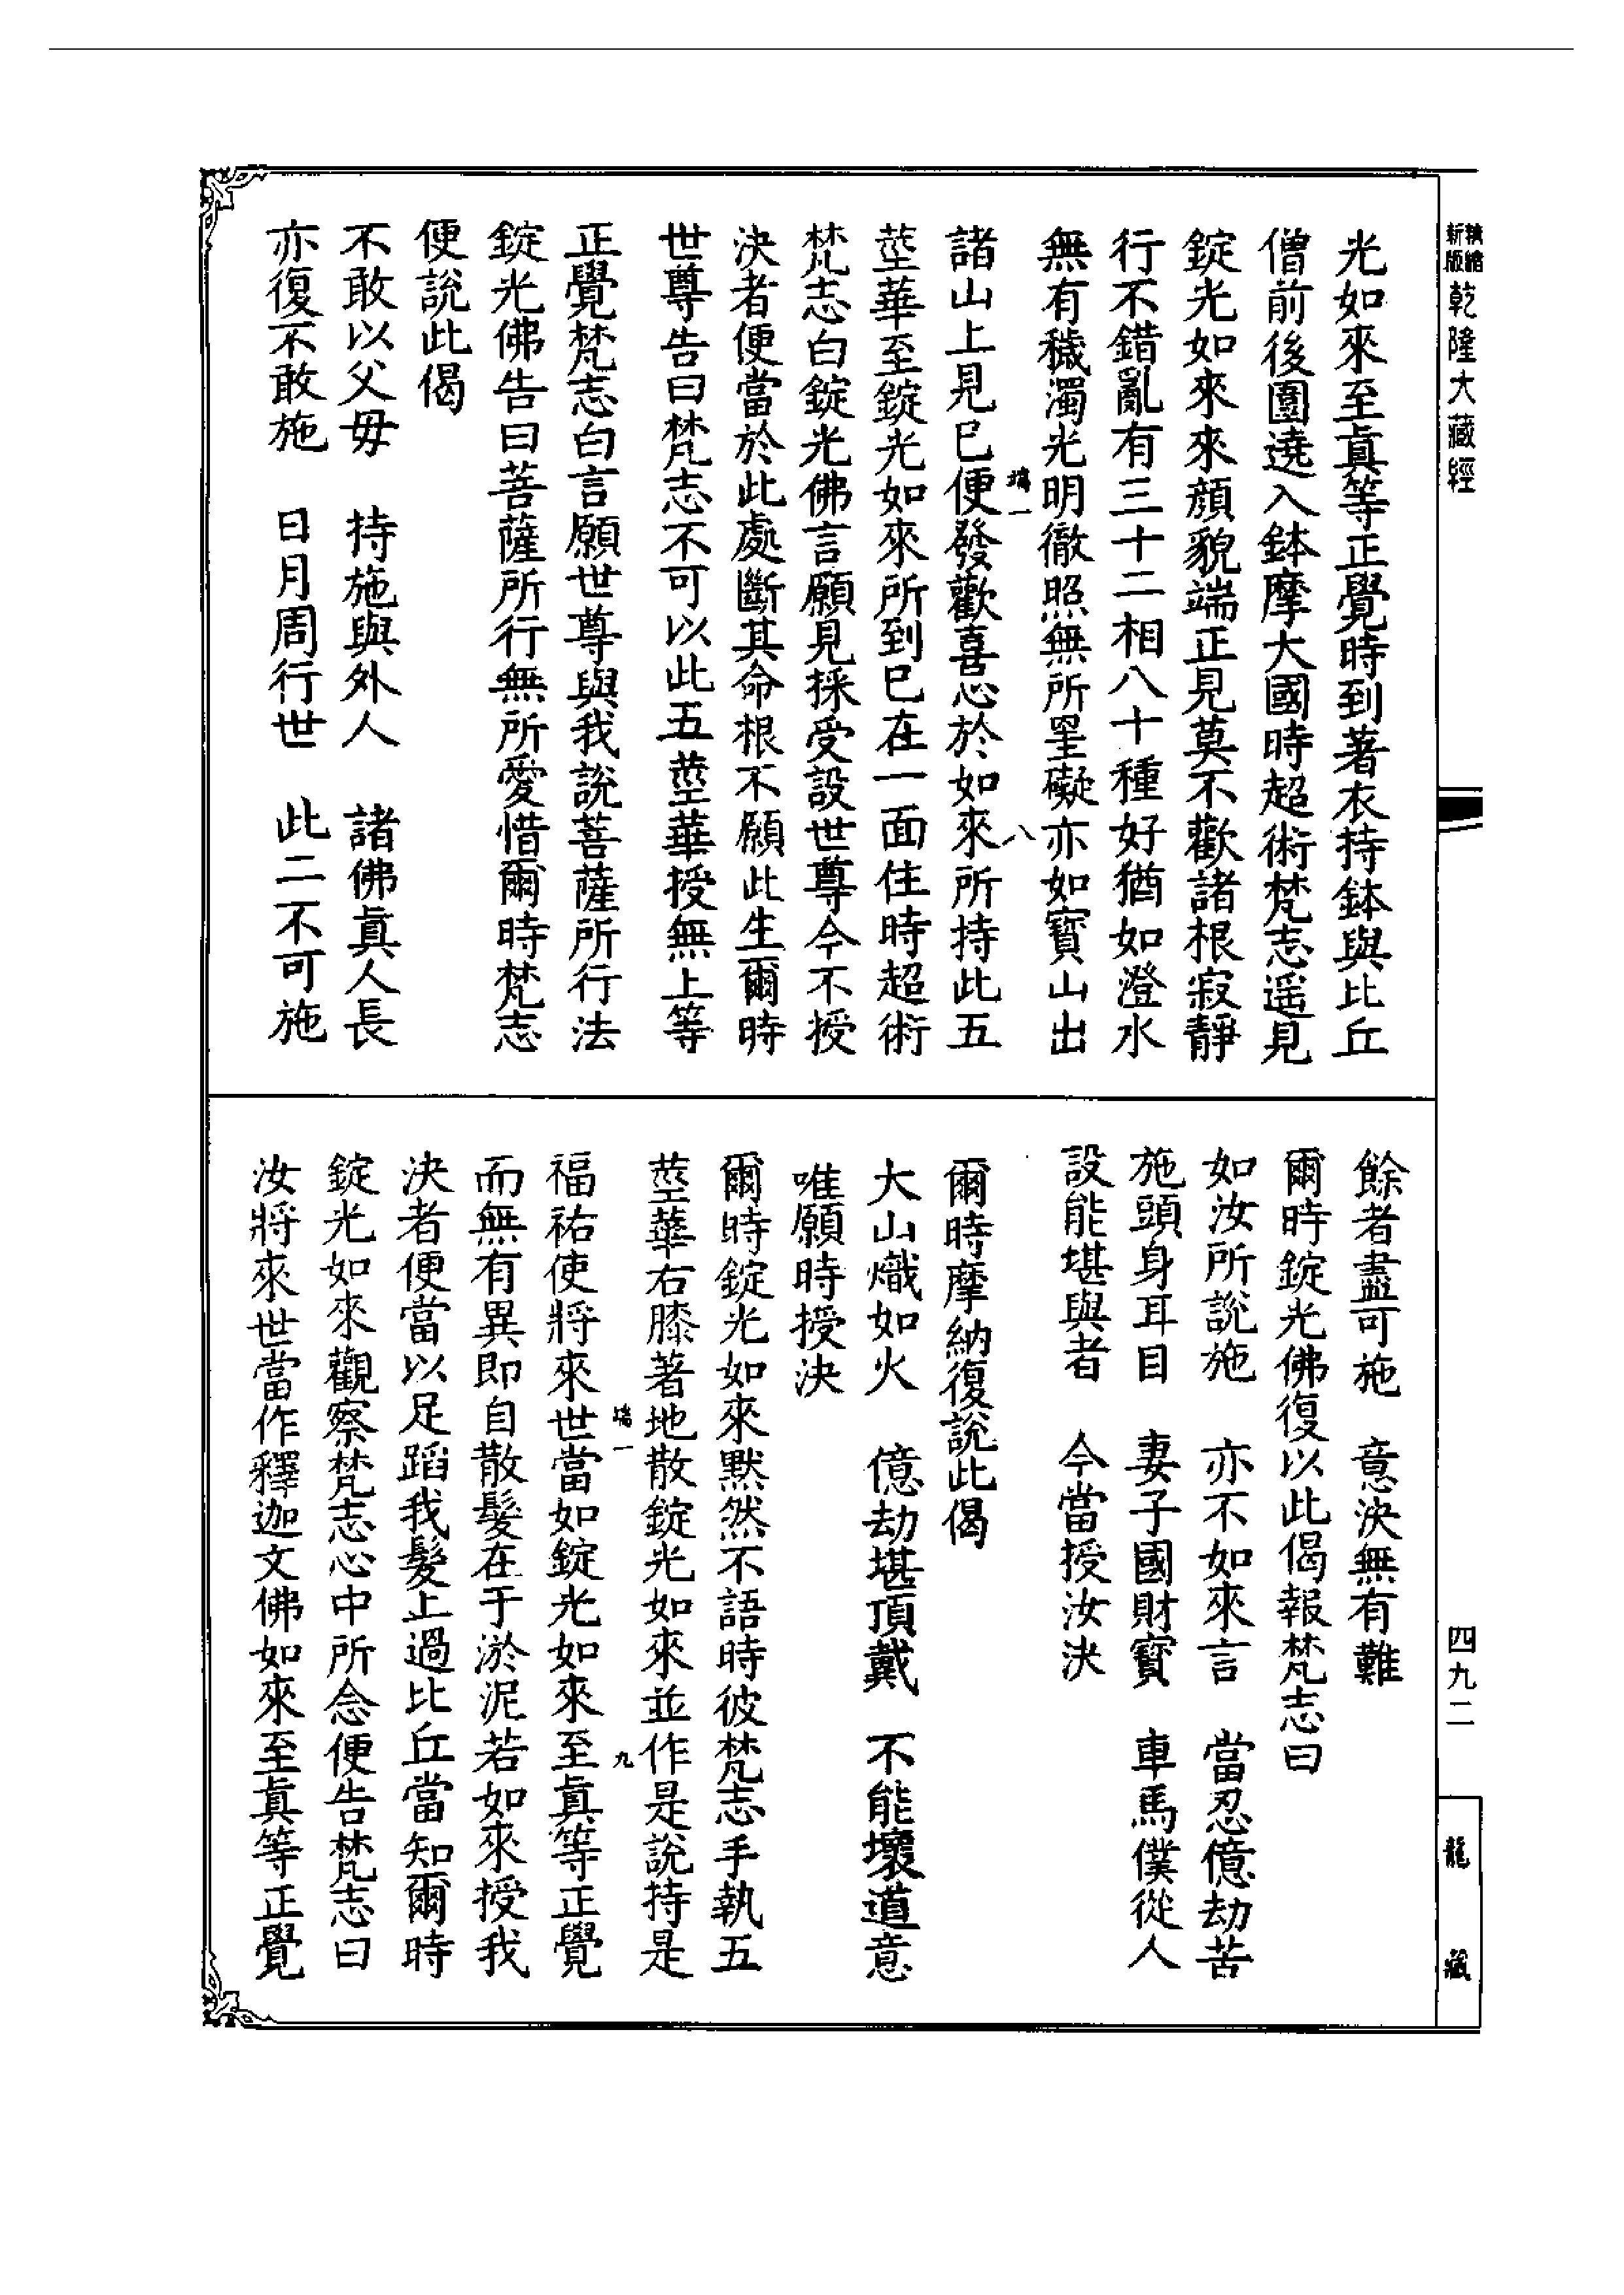 新版
精縮
乾隆大藏經
四九二
龍藏
光如來至真等正覺時到著衣持鉢與比丘
僧前後圍遶入鉢摩大國時超術梵志遥見
錠光如來來顔貌端正見莫不歡諸根寂靜
行不錯亂有三十二相八十種好猶如澄水
無有穢濁光明徹照無所罣礙亦如寶山出
諸山上見已便發歡喜心於如來所持此五
莖華至錠光如來所到已在一面住時超術
梵志白錠光佛言願見採受設世尊今不授
決者便當於此處斷其命根不願此生爾時
世尊告曰梵志不可以此五莖華授無上等
正覺梵志白言願世尊與我說菩薩所行法
錠光佛告曰菩薩所行無所愛惜爾時梵志
便說此偈
不敢以父母 持施與外人 諸佛真人長
亦復不敢施 日月周行世 此二不可施
餘者盡可施 意決無有難
爾時錠光佛復以此偈報梵志曰
如汝所說施 亦不如來言 當忍億劫苦
施頭身耳目 妻子國財寶 車馬僕從人
設能堪與者 今當授汝決
爾時摩納復說此偈
大山熾如火 億劫堪頂戴 不能壞道意
唯願時授決
爾時錠光如來默然不語時彼梵志手執五
莖華右膝著地散錠光如來並作是說持是
福祐使將來世當如錠光如來至真等正覺
而無有異即自散髮在于淤泥若如來授我
決者便當以足蹈我髮上過比丘當知爾時
錠光如來觀察梵志心中所念便告梵志曰
汝將來世當作釋迦文佛如來至真等正覺